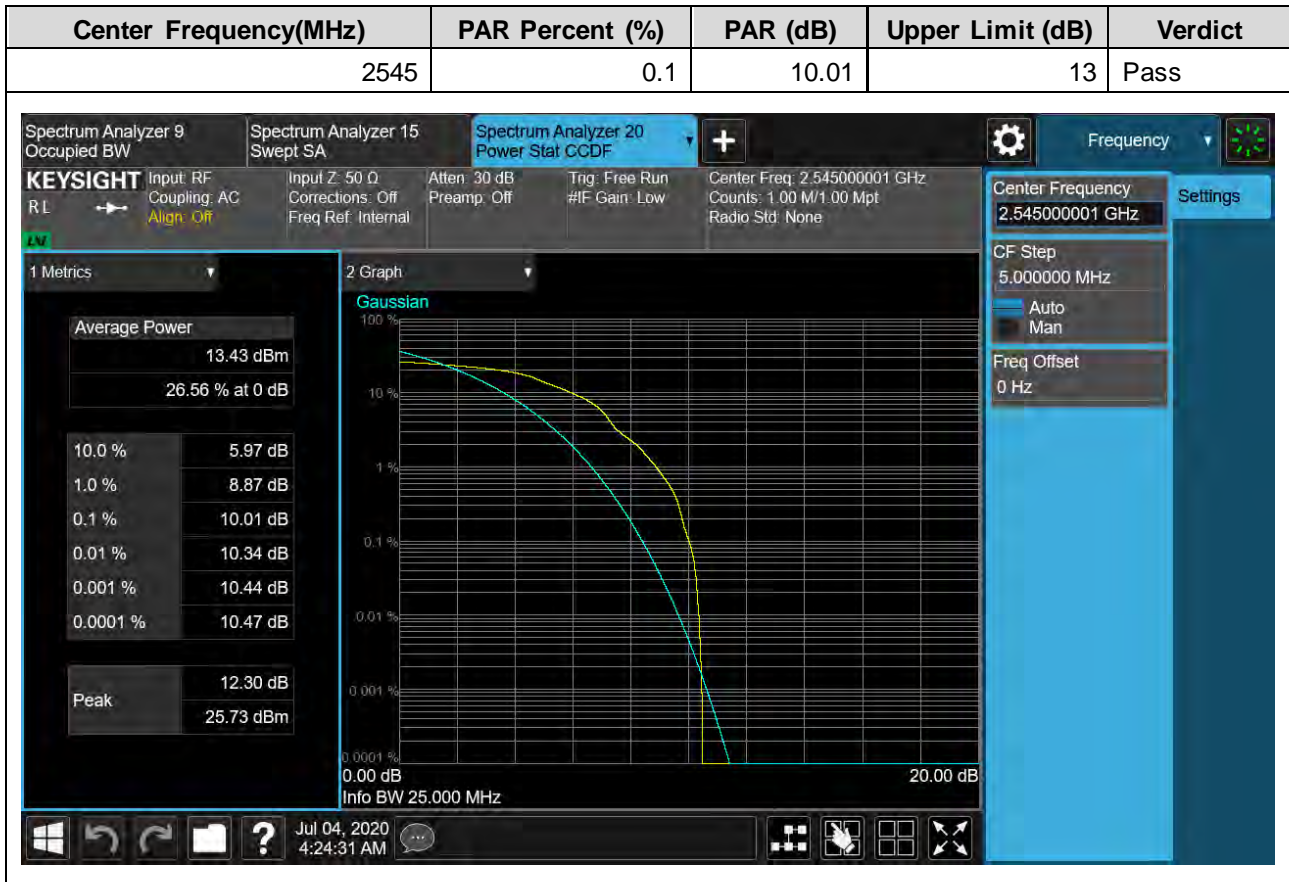 Center Frequency(MHz) PAR Percent (%) PAR (dB) Upper Limit (dB) Verdict
2545 0.1 10.01 13 Pass
Spectrum Analyzer 9
Occupied BW
Spectrum Analyzer 15
Swept SA
Spectrum Analyzer 20
Power Stat CCDF
Frequency
KEYSIGHT
RL
LXI
Input: RF
Coupling: AC
Align: Off
Input Z: 50 Ω
Corrections: Off
Freq Ref: Internal
Atten: 30 dB
Preamp: Off
Trig: Free Run
#IF Gain: Low
Center Freq: 2.545000001 GHz
Counts: 1.00 M/1.00 Mpt
Radio Std: None
Center Frequency
2.545000001 GHz
Settings
CF Step
5.000000 MHz
Auto
Man
Freq Offset
0 Hz
1 Metrics
Average Power
13.43 dBm
26.56 % at 0 dB
10.0 % 5.97 dB
1.0 % 8.87 dB
0.1 % 10.01 dB
0.01 % 10.34 dB
0.001 % 10.44 dB
0.0001 % 10.47 dB
Peak
12.30 dB
25.73 dBm
2 Graph
Gaussian
100 %
10 %
1 %
0.1 %
0.01 %
0.001 %
0.0001 %
0.00 dB 20.00 dB
Info BW 25.000 MHz
? Jul 04, 2020
4:24:31 AM